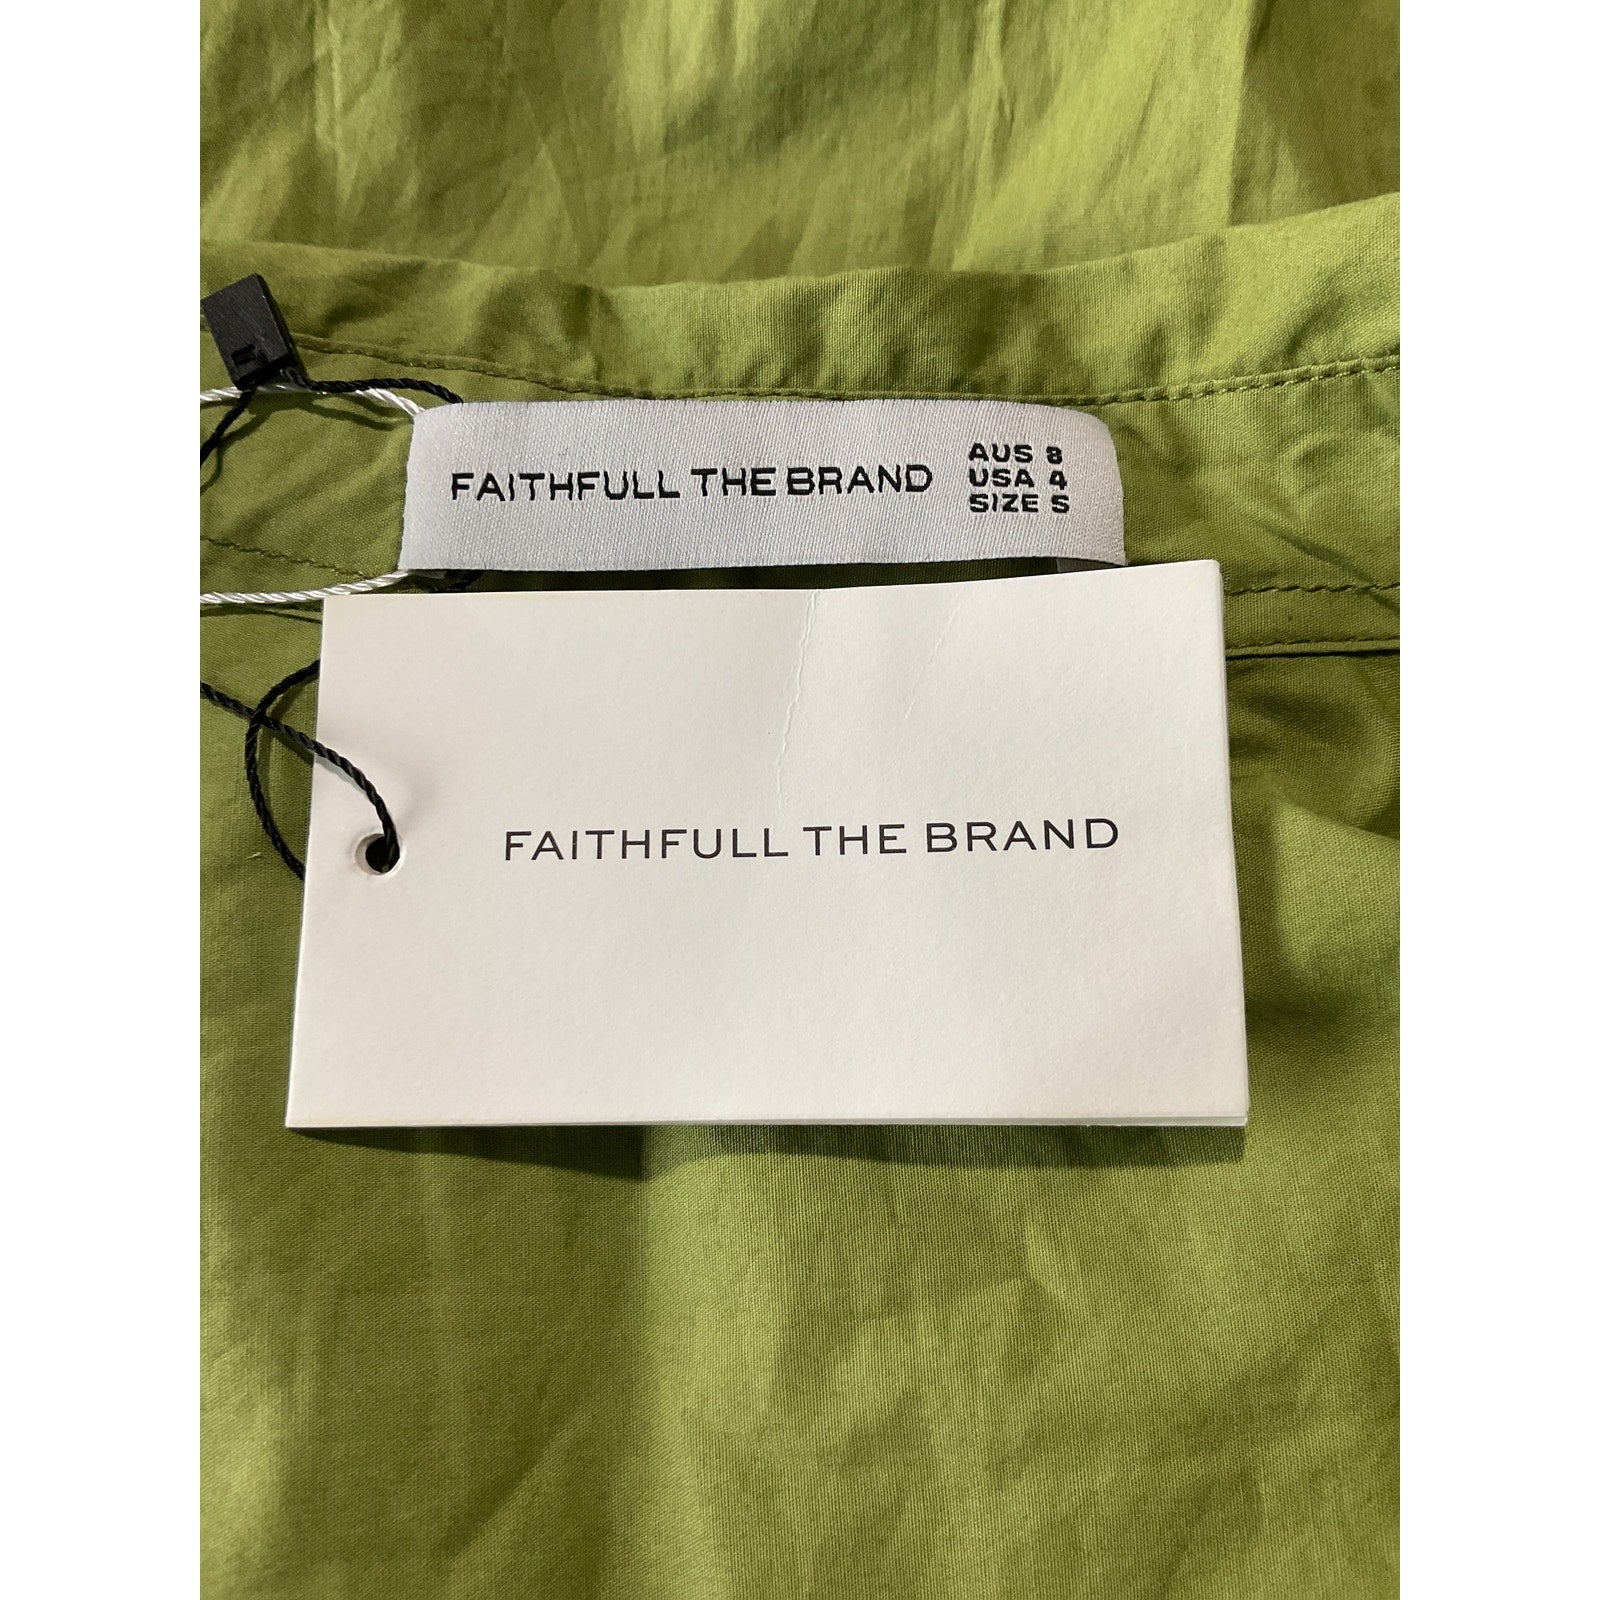 FAITHFULL THE BRAND
AUS 8
USA 4
SIZE S
FAITHFULL THE BRAND